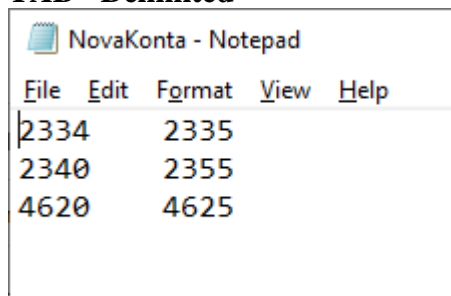 TAB - Delimited
NovaKonta - Notepad
File Edit Format View Help
2334 2335
2340 2355
4620 4625